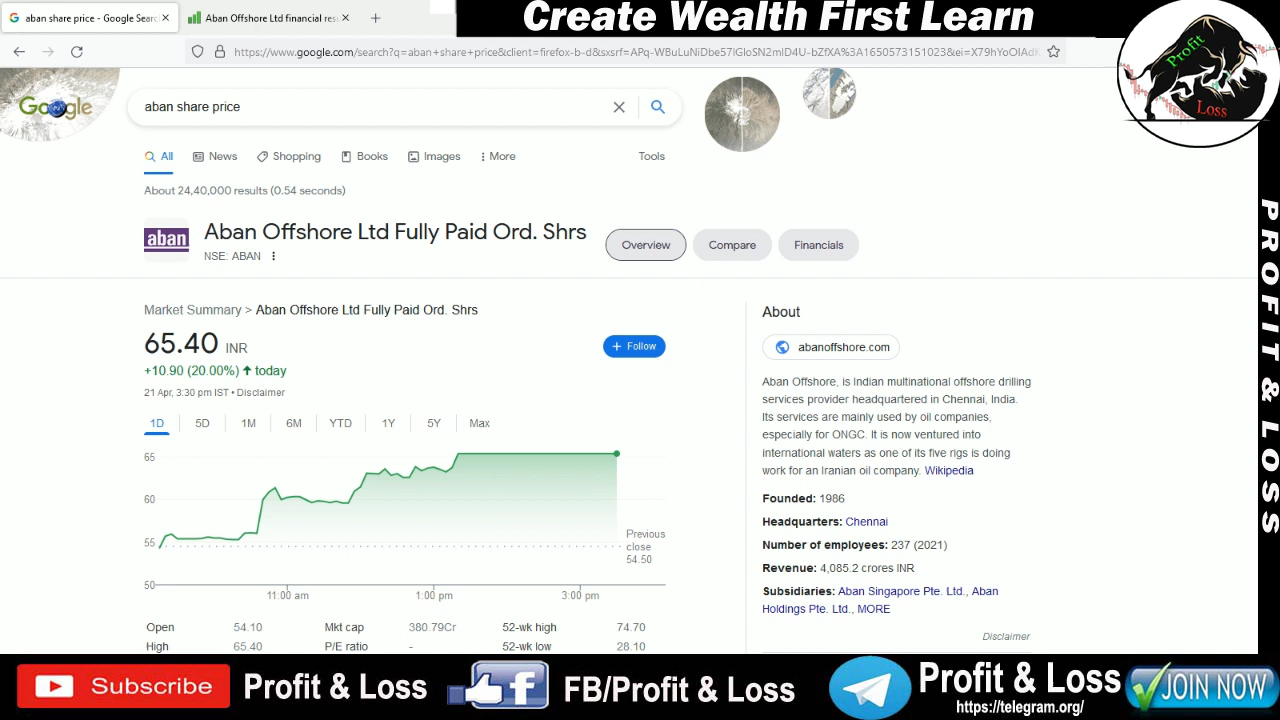 Create Wealth First Learn
aban share price - Google Searc
Aban Offshore Ltd financial resu
https://www.google.com/search?q=aban+share+price&client=firefox-b-d&sxsrf=
Google
aban share price
All
News
Shopping
Books
Images
More
Tools
About 24,40,000 results (0.54 seconds)
aban
Aban Offshore Ltd Fully Paid Ord. Shrs
NSE: ABAN
Overview
Compare
Financials
Market Summary > Aban Offshore Ltd Fully Paid Ord. Shrs
65.40 INR
+ Follow
+10.90 (20.00%) ↑ today
21 Apr, 3:30 pm IST • Disclaimer
1D
5D
1M
6M
YTD
1Y
5Y
Max
65
60
55
50
Previous
close
54.50
11:00 am
1:00 pm
3:00 pm
Open 54.10 Mkt cap 380.79Cr 52-wk high 74.70
High 65.40 P/E ratio - 52-wk low 28.10
About
abanoffshore.com
Aban Offshore, is Indian multinational offshore drilling
services provider headquartered in Chennai, India.
Its services are mainly used by oil companies,
especially for ONGC. It is now ventured into
international waters as one of its five rigs is doing
work for an Iranian oil company. Wikipedia
Founded: 1986
Headquarters: Chennai
Number of employees: 237 (2021)
Revenue: 4,085.2 crores INR
Subsidiaries: Aban Singapore Pte. Ltd., Aban
Holdings Pte. Ltd., MORE
Disclaimer
Profit
Loss
PROFIT & LOSS
Subscribe
Profit & Loss
f
FB/Profit & Loss
Profit & Loss
https://telegram.org/
JOIN NOW